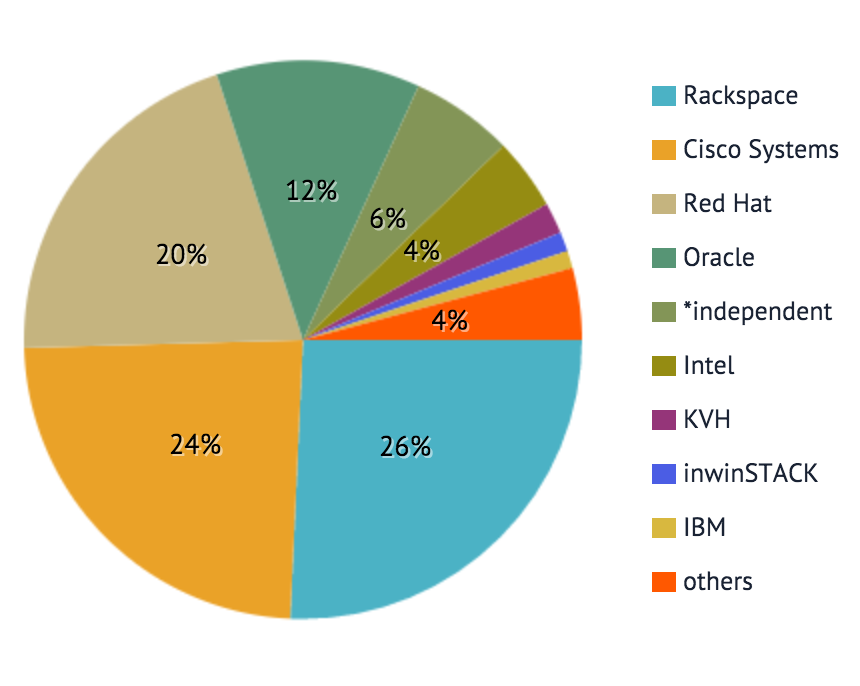 12%
6%
4%
20%
4%
24%
26%
Rackspace
Cisco Systems
Red Hat
Oracle
*independent
Intel
KVH
inwinSTACK
IBM
others